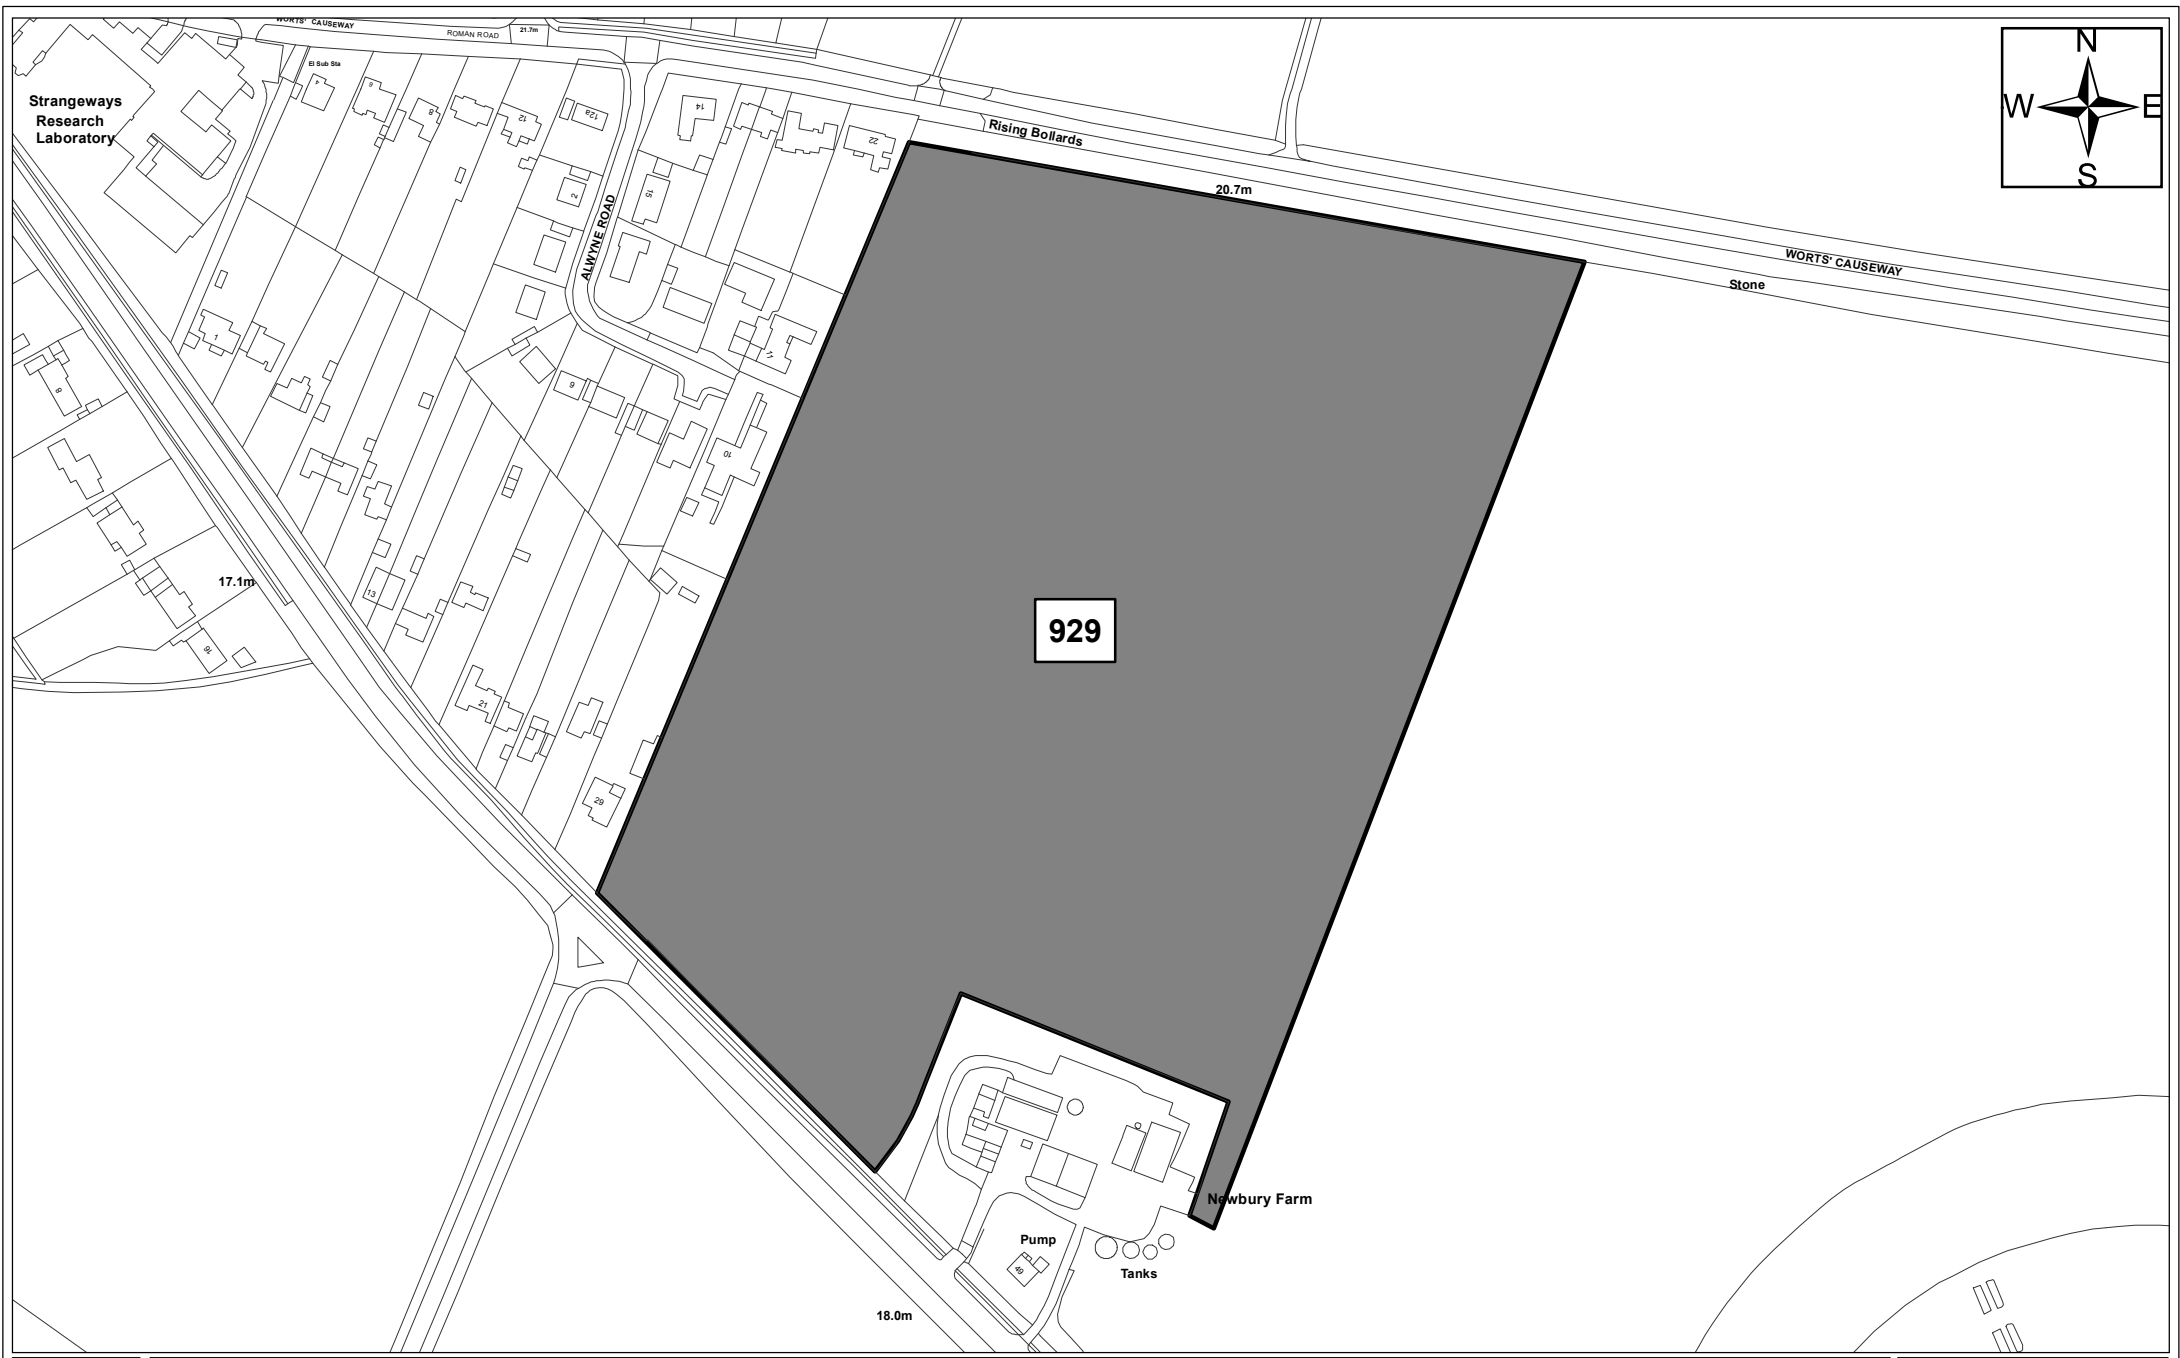 WORTS' CAUSEWAY
ROMAN ROAD
21.7m
El Sub Sta
Strangeways
Research
Laboratory
4
6
8
12
12a
14
22
N
W
E
S
Rising Bollards
20.7m
2
15
ALWYNE ROAD
WORTS' CAUSEWAY
Stone
1
11
8
9
10
17.1m
13
929
16
21
29
Newbury Farm
Pump
49
Tanks
18.0m